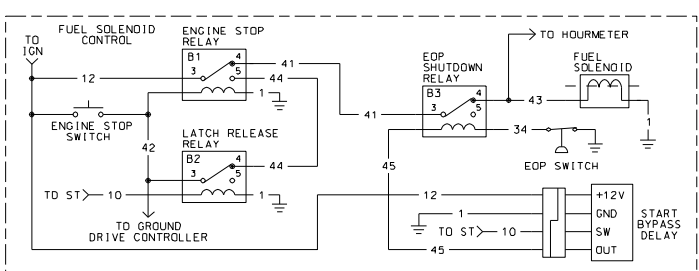 TO
IGN
FUEL SOLENOID
CONTROL
ENGINE STOP
RELAY
B1
4
3
5
12
41
44
1
ENGINE STOP
SWITCH
42
LATCH RELEASE
RELAY
B2
4
3
5
44
TO ST
10
1
TO GROUND
DRIVE CONTROLLER
TO HOURMETER
EOP
SHUTDOWN
RELAY
B3
4
3
5
41
43
FUEL
SOLENOID
1
34
EOP SWITCH
45
12
+12V
1
GND
TO ST
10
SW
45
OUT
START
BYPASS
DELAY